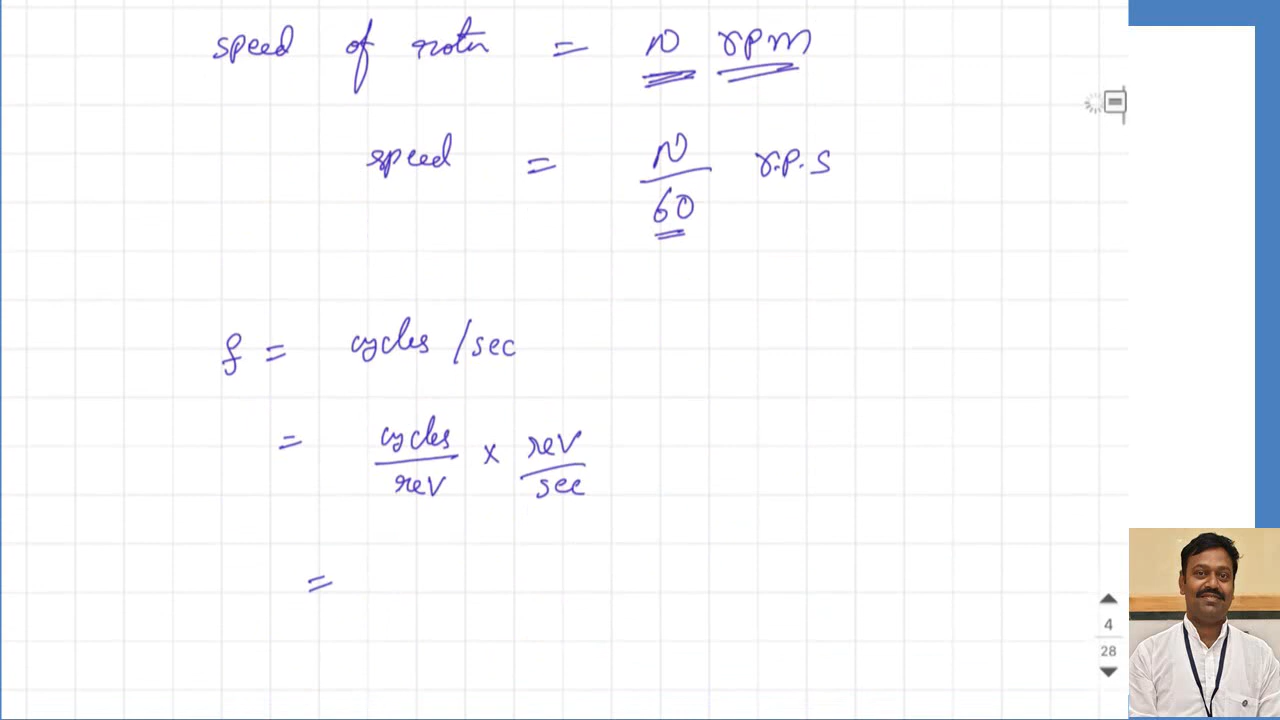 speed of rotor = N rpm
speed = N/60 r.p.s
f = cycles /sec
= cycles/rev × rev/sec
=
4
28